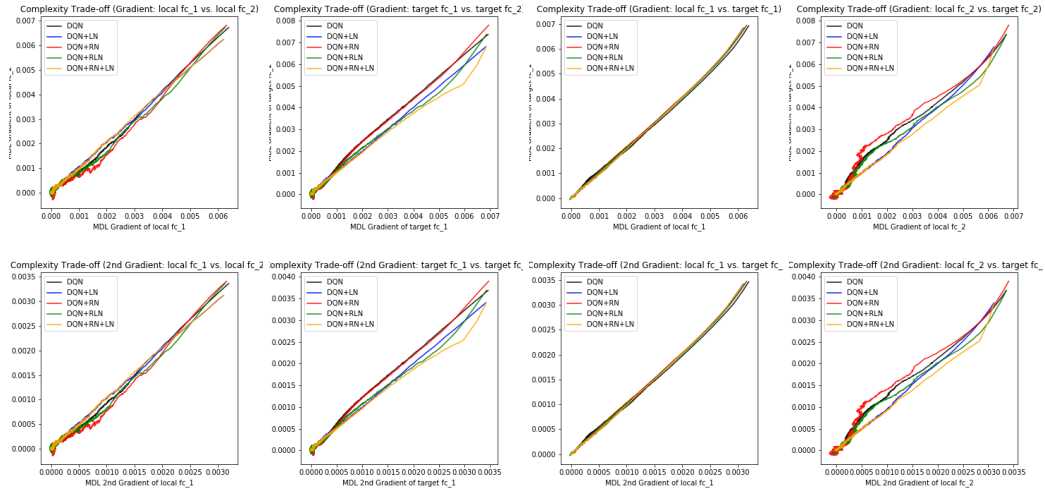 Complexity Trade-off (Gradient: local fc_1 vs. local fc_2)
0.007
0.006
0.005
0.004
0.003
0.002
0.001
0.000
DQN
DQN+LN
DQN+RN
DQN+RLN
DQN+RN+LN
0.000 0.001 0.002 0.003 0.004 0.005 0.006
MDL Gradient of local fc_1
Complexity Trade-off (Gradient: target fc_1 vs. target fc_2)
0.008
0.007
0.006
0.005
0.004
0.003
0.002
0.001
0.000
DQN
DQN+LN
DQN+RN
DQN+RLN
DQN+RN+LN
0.000 0.001 0.002 0.003 0.004 0.005 0.006 0.007
MDL Gradient of target fc_1
Complexity Trade-off (Gradient: local fc_1 vs. target fc_1)
0.007
0.006
0.005
0.004
0.003
0.002
0.001
0.000
DQN
DQN+LN
DQN+RN
DQN+RLN
DQN+RN+LN
0.000 0.001 0.002 0.003 0.004 0.005 0.006
MDL Gradient of local fc_1
Complexity Trade-off (Gradient: local fc_2 vs. target fc_2)
0.008
0.007
0.006
0.005
0.004
0.003
0.002
0.001
0.000
DQN
DQN+LN
DQN+RN
DQN+RLN
DQN+RN+LN
0.000 0.001 0.002 0.003 0.004 0.005 0.006 0.007
MDL Gradient of local fc_2
Complexity Trade-off (2nd Gradient: local fc_1 vs. local fc_2
0.0035
0.0030
0.0025
0.0020
0.0015
0.0010
0.0005
0.0000
DQN
DQN+LN
DQN+RN
DQN+RLN
DQN+RN+LN
0.0000 0.0005 0.0010 0.0015 0.0020 0.0025 0.0030
MDL 2nd Gradient of local fc_1
Complexity Trade-off (2nd Gradient: target fc_1 vs. target fc_
0.0040
0.0035
0.0030
0.0025
0.0020
0.0015
0.0010
0.0005
0.0000
DQN
DQN+LN
DQN+RN
DQN+RLN
DQN+RN+LN
0.0000 0.0005 0.0010 0.0015 0.0020 0.0025 0.0030 0.0035
MDL 2nd Gradient of target fc_1
Complexity Trade-off (2nd Gradient: local fc_1 vs. target fc_
0.0035
0.0030
0.0025
0.0020
0.0015
0.0010
0.0005
0.0000
DQN
DQN+LN
DQN+RN
DQN+RLN
DQN+RN+LN
0.0000 0.0005 0.0010 0.0015 0.0020 0.0025 0.0030
MDL 2nd Gradient of local fc_1
Complexity Trade-off (2nd Gradient: local fc_2 vs. target fc_
0.0040
0.0035
0.0030
0.0025
0.0020
0.0015
0.0010
0.0005
0.0000
DQN
DQN+LN
DQN+RN
DQN+RLN
DQN+RN+LN
0.0000 0.0005 0.0010 0.0015 0.0020 0.0025 0.0030 0.0035
MDL 2nd Gradient of local fc_2